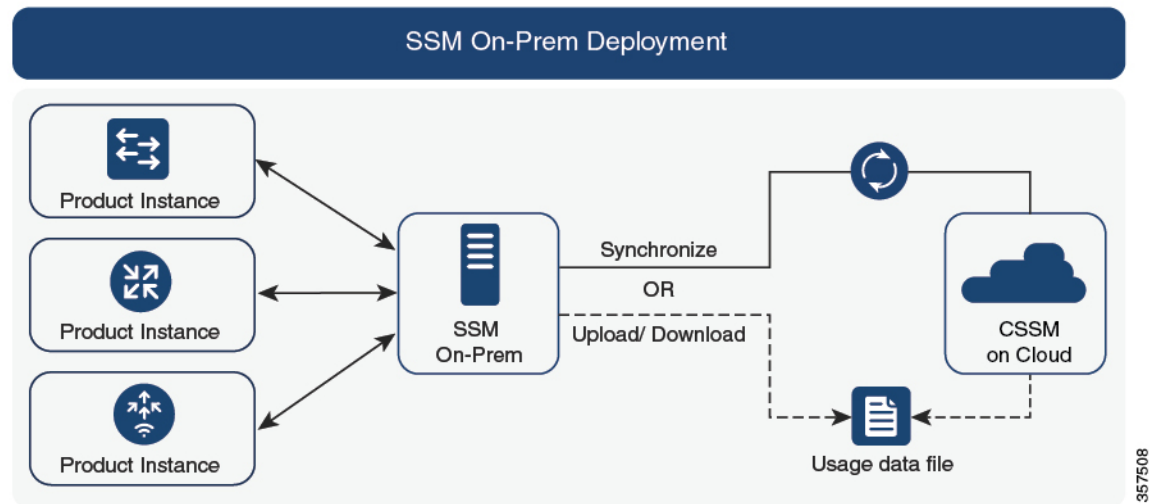 SSM On-Prem Deployment
Product Instance
Product Instance
Product Instance
SSM
On-Prem
Synchronize
OR
Upload/ Download
CSSM
on Cloud
Usage data file
357508